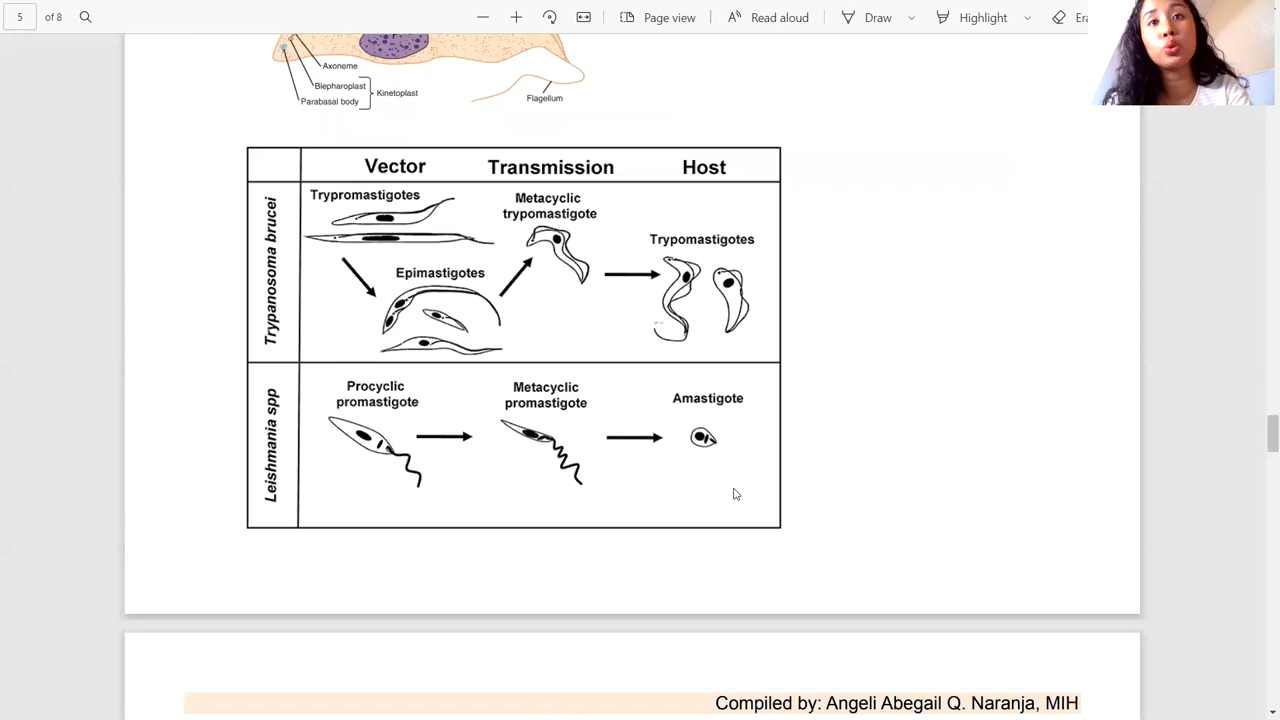 5 of 8
Page view
Read aloud
Draw
Highlight
Axoneme
Blepharoplast
Parabasal body
Kinetoplast
Flagellum
Vector Transmission Host
Trypanosoma brucei
Trypromastigotes
Epimastigotes
Metacyclic
trypomastigote
Trypomastigotes
Leishmania spp
Procyclic
promastigote
Metacyclic
promastigote
Amastigote
Compiled by: Angeli Abegail Q. Naranja, MIH